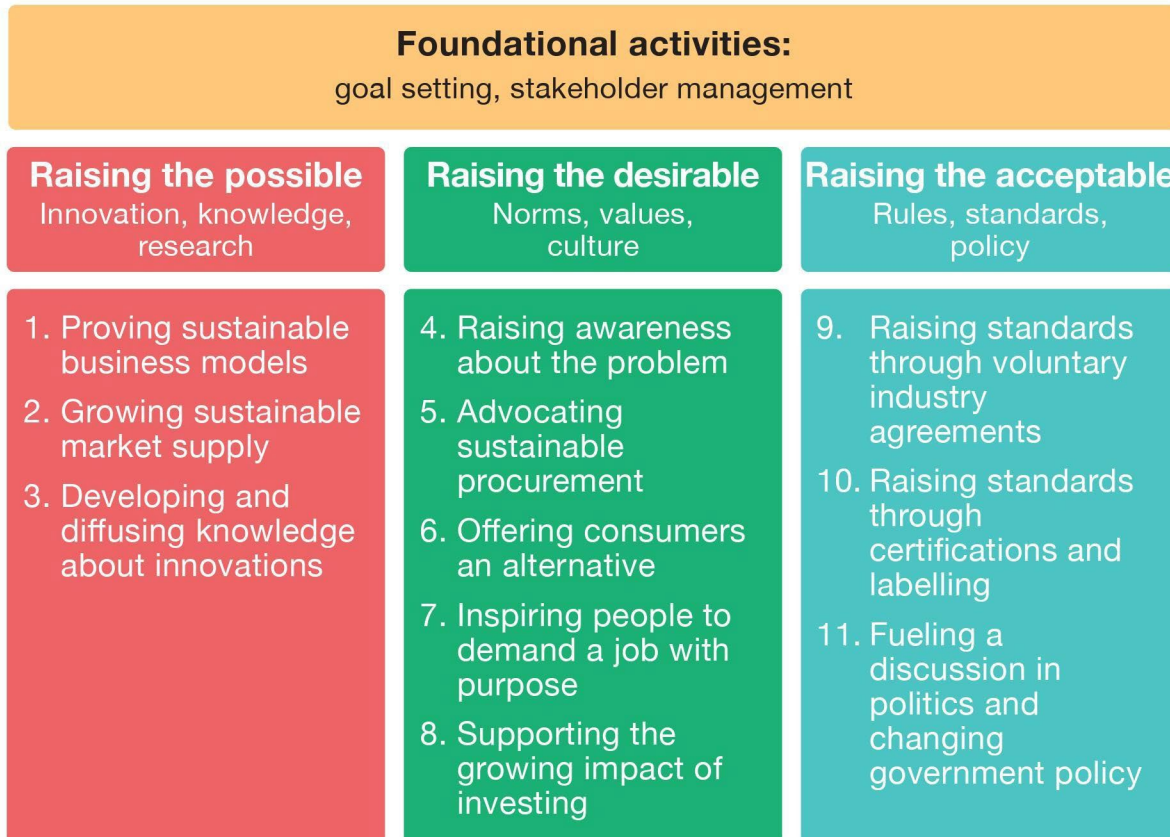 Foundational activities:
goal setting, stakeholder management
Raising the possible
Innovation, knowledge,
research
Raising the desirable
Norms, values,
culture
Raising the acceptable
Rules, standards,
policy
1. Proving sustainable
business models
2. Growing sustainable
market supply
3. Developing and
diffusing knowledge
about innovations
4. Raising awareness
about the problem
5. Advocating
sustainable
procurement
6. Offering consumers
an alternative
7. Inspiring people to
demand a job with
purpose
8. Supporting the
growing impact of
investing
9. Raising standards
through voluntary
industry
agreements
10. Raising standards
through
certifications and
labelling
11. Fueling a
discussion in
politics and
changing
government policy